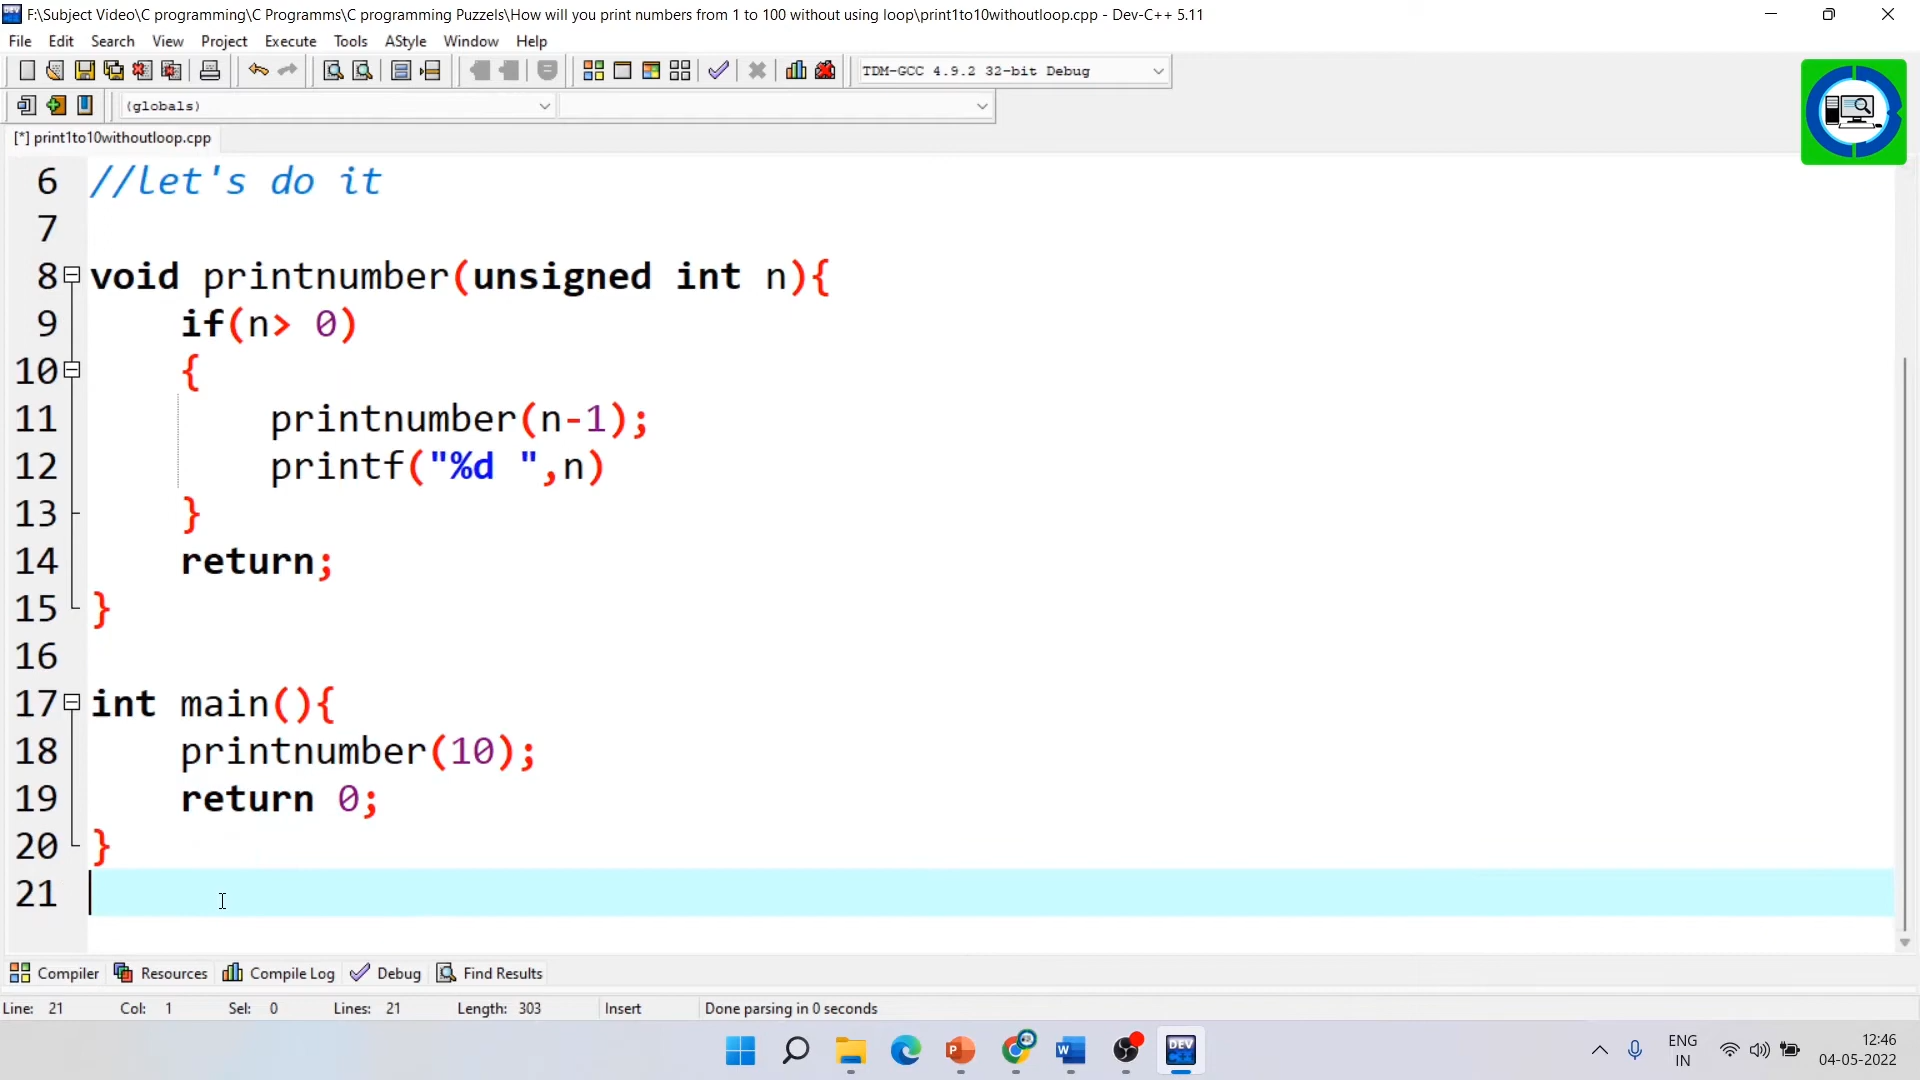 F:\Subject Video\C programming\C Programms\C programming Puzzels\How will you print numbers from 1 to 100 without using loop\print1to10withoutloop.cpp - Dev-C++ 5.11
File Edit Search View Project Execute Tools AStyle Window Help
TDM-GCC 4.9.2 32-bit Debug
(globals)
[*] print1to10withoutloop.cpp
6 //let's do it
7
8 void printnumber(unsigned int n){
9 if(n> 0)
10 {
11 printnumber(n-1);
12 printf("%d ",n)
13 }
14 return;
15 }
16
17 int main(){
18 printnumber(10);
19 return 0;
20 }
21
Compiler Resources Compile Log Debug Find Results
Line: 21 Col: 1 Sel: 0 Lines: 21 Length: 303 Insert Done parsing in 0 seconds
DEV
ENG
IN
12:46
04-05-2022